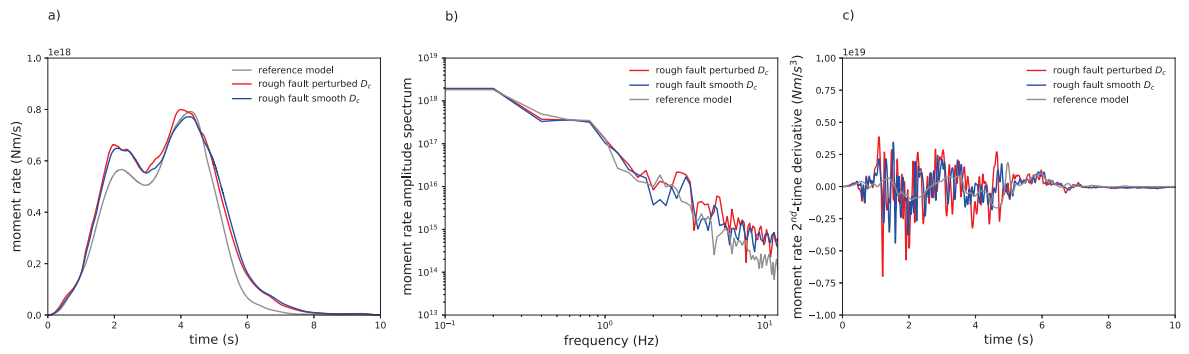 a)
1e18
1.0
0.8
0.6
0.4
0.2
0.0
0
2
4
6
8
10
moment rate (Nm/s)
time (s)
reference model
rough fault perturbed D_c
rough fault smooth D_c
b)
10^19
10^18
10^17
10^16
10^15
10^14
10^13
10^-1
10^0
10^1
moment rate amplitude spectrum
frequency (Hz)
rough fault perturbed D_c
rough fault smooth D_c
reference model
c)
1e19
1.00
0.75
0.50
0.25
0.00
−0.25
−0.50
−0.75
−1.00
0
2
4
6
8
10
moment rate 2^nd-time derivative (Nm/s^3)
time (s)
rough fault perturbed D_c
rough fault smooth D_c
reference model